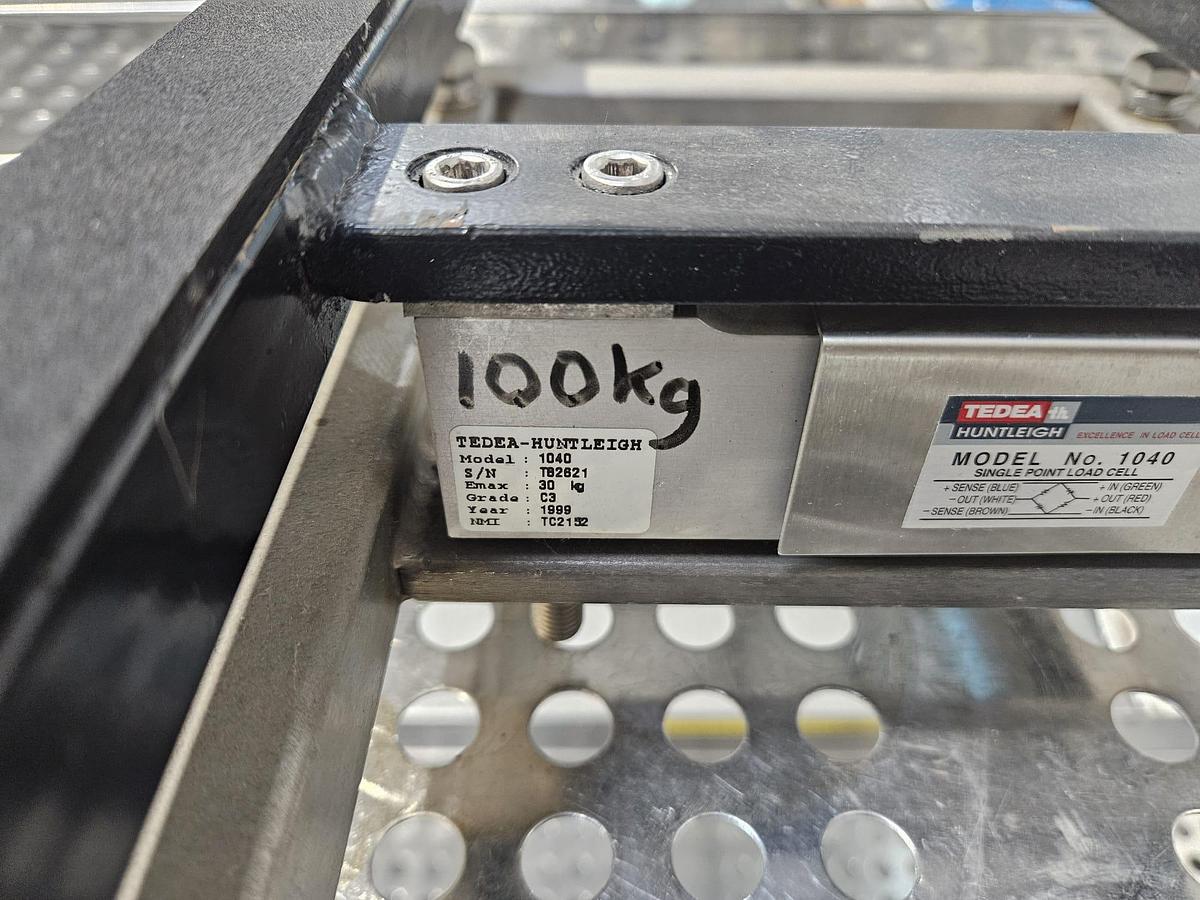 100kg
TEDEA-HUNTLEIGH
Model : 1040
S/N : T82621
Emax : 30 kg
Grade : C3
Year : 1999
NMI : TC2152
TEDEA
HUNTLEIGH
EXCELLENCE IN LOAD CELL
MODEL No. 1040
SINGLE POINT LOAD CELL
+ SENSE (BLUE) + IN (GREEN)
– OUT (WHITE) + OUT (RED)
– SENSE (BROWN) – IN (BLACK)